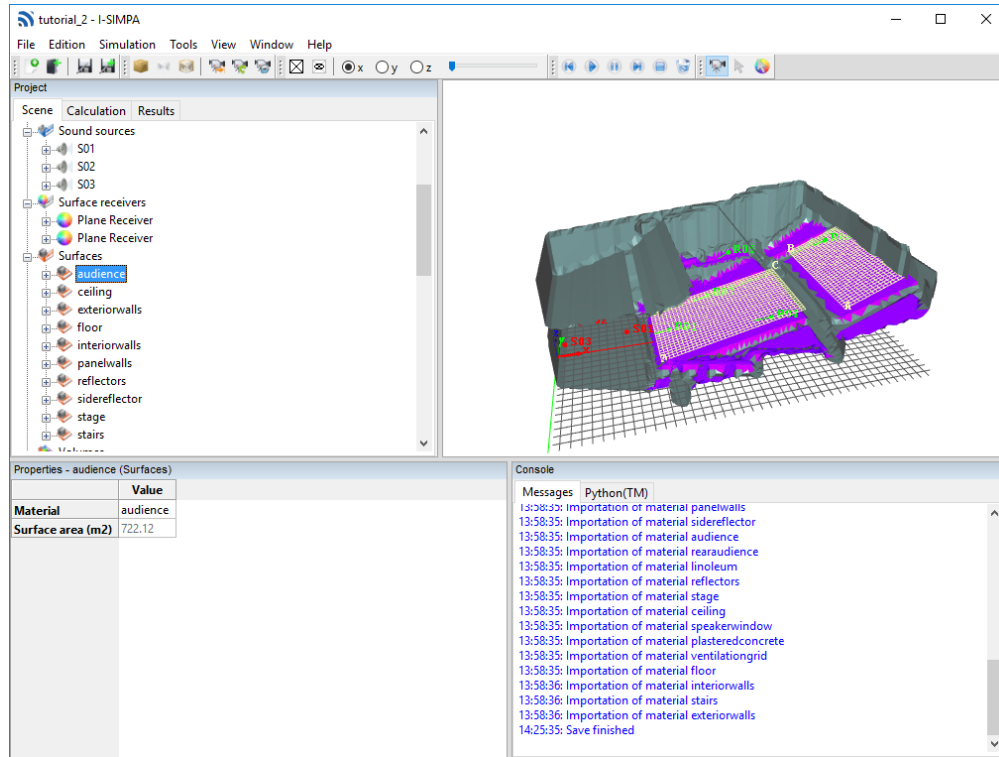 tutorial_2 - I-SIMPA
File Edition Simulation Tools View Window Help
x y z
Project
Scene Calculation Results
Sound sources
S01
S02
S03
Surface receivers
Plane Receiver
Plane Receiver
Surfaces
audience
ceiling
exteriorwalls
floor
interiorwalls
panelwalls
reflectors
sidereflector
stage
stairs
Volumes
B
C
A
S03
Properties - audience (Surfaces)
Value
Material audience
Surface area (m2) 722.12
Console
Messages Python(TM)
13:58:35: Importation of material panelwalls
13:58:35: Importation of material sidereflector
13:58:35: Importation of material audience
13:58:35: Importation of material rearaudience
13:58:35: Importation of material linoleum
13:58:35: Importation of material reflectors
13:58:35: Importation of material stage
13:58:35: Importation of material ceiling
13:58:35: Importation of material speakerwindow
13:58:35: Importation of material plasteredconcrete
13:58:35: Importation of material ventilationgrid
13:58:35: Importation of material floor
13:58:36: Importation of material interiorwalls
13:58:36: Importation of material stairs
13:58:36: Importation of material exteriorwalls
14:25:35: Save finished